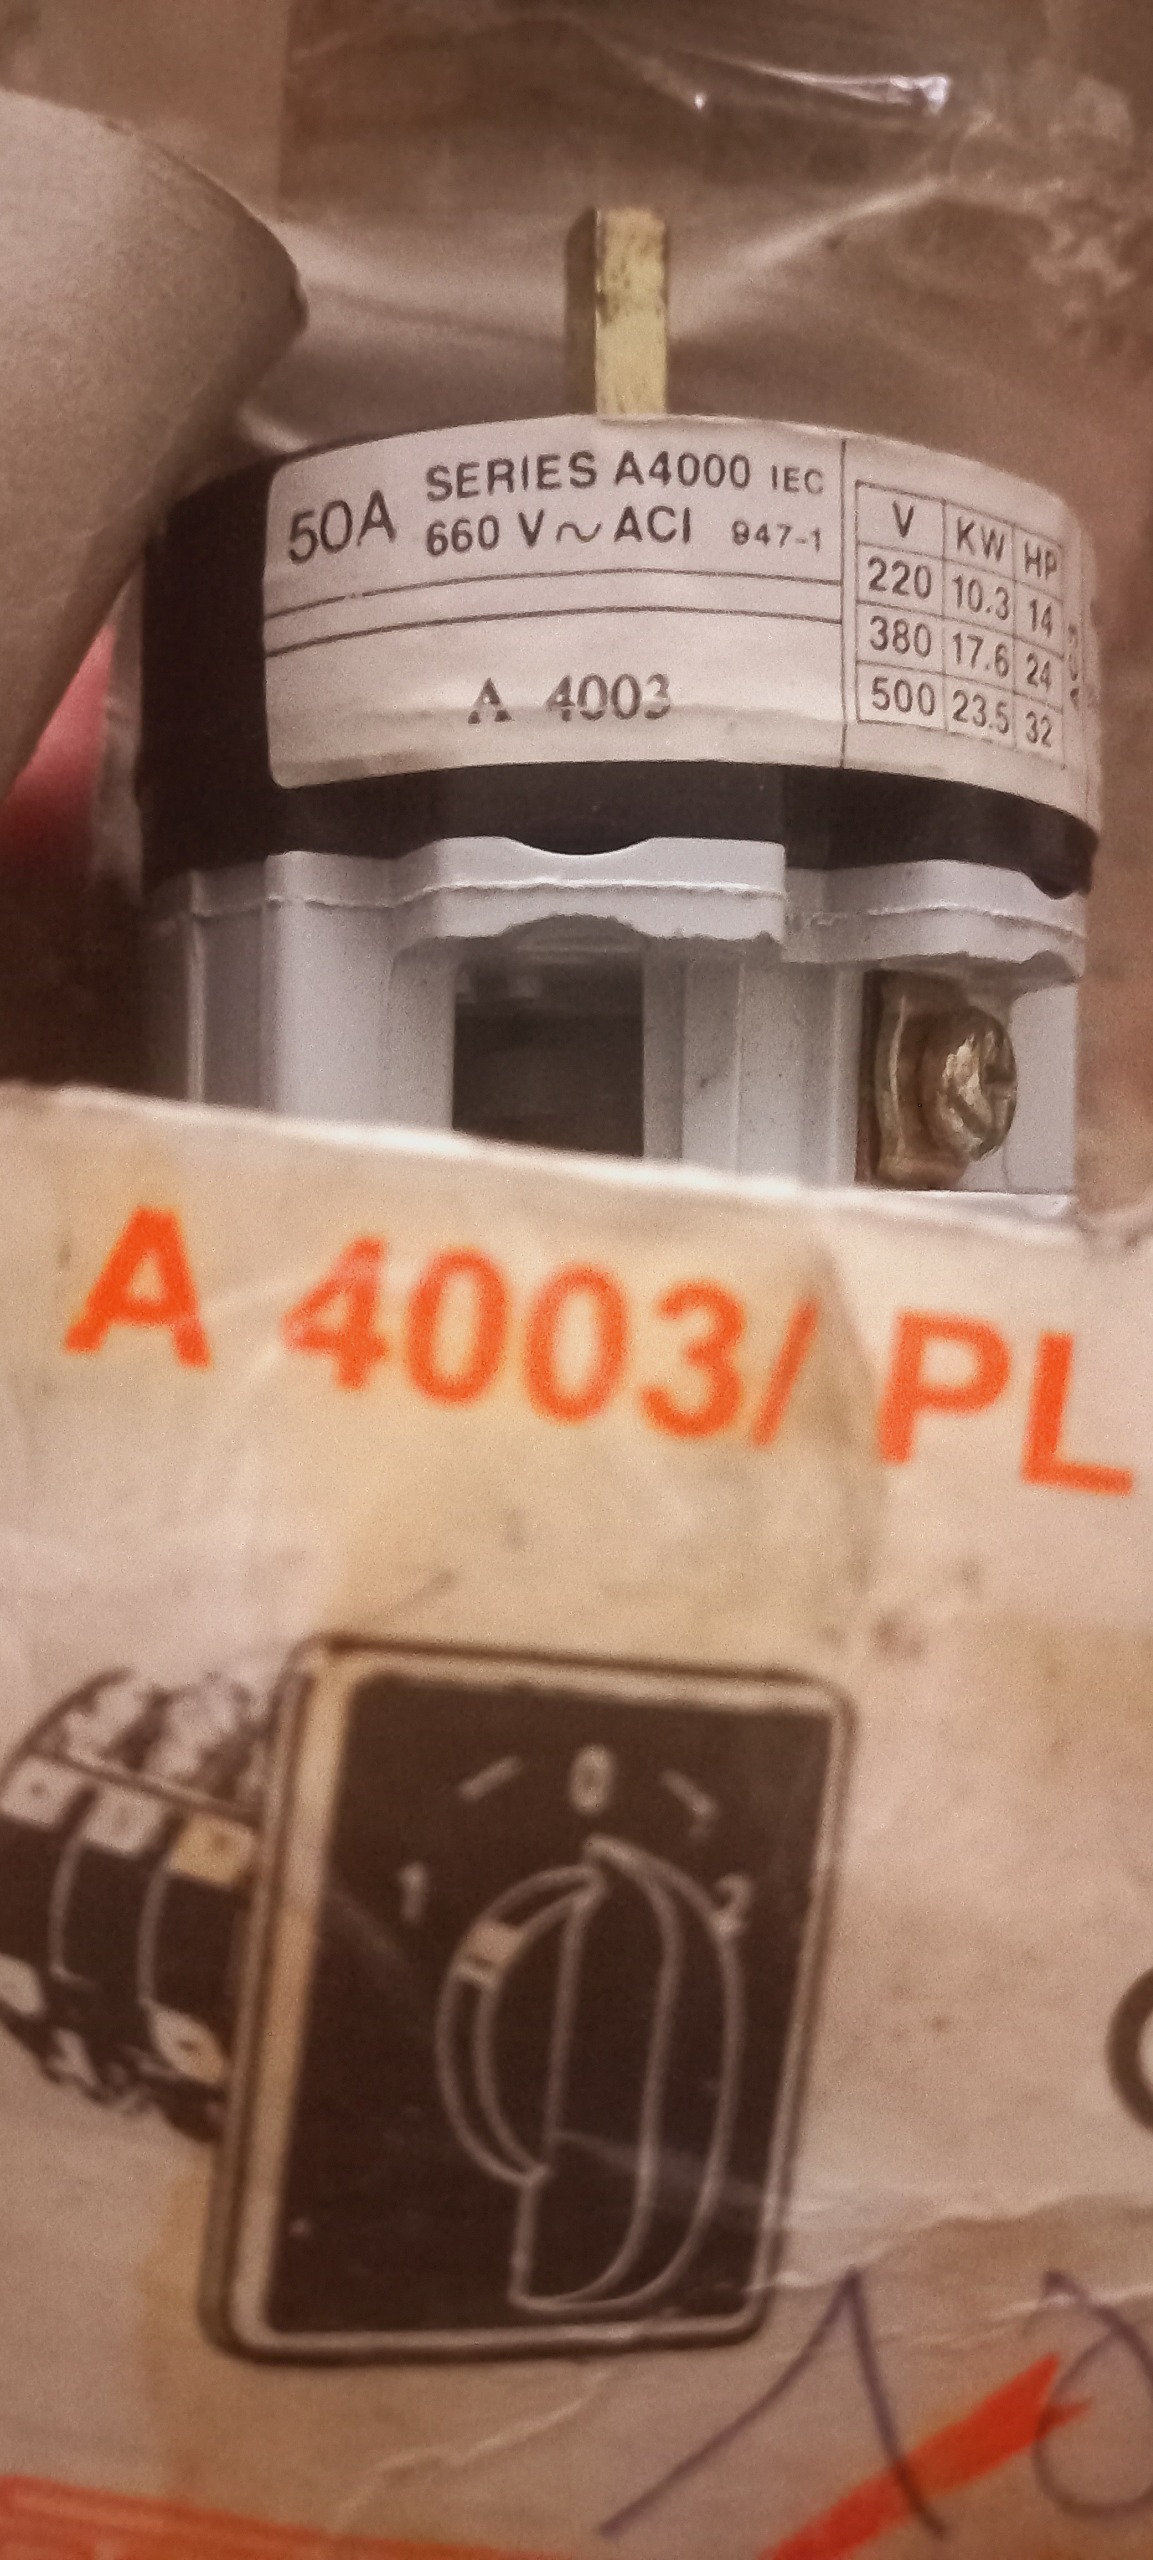 50A SERIES A4000 IEC
660 V~ ACI 947-1
A 4003
V KW HP
220 10.3 14
380 17.6 24
500 23.5 32
A 4003/ PL
0
1 2